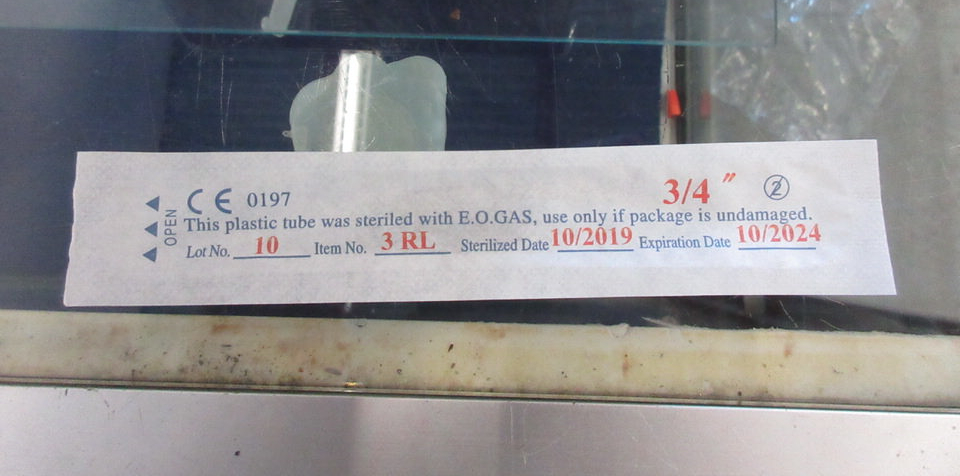 OPEN
CE 0197
3/4 " 2
This plastic tube was steriled with E.O.GAS, use only if package is undamaged.
Lot No. 10 Item No. 3 RL Sterilized Date 10/2019 Expiration Date 10/2024